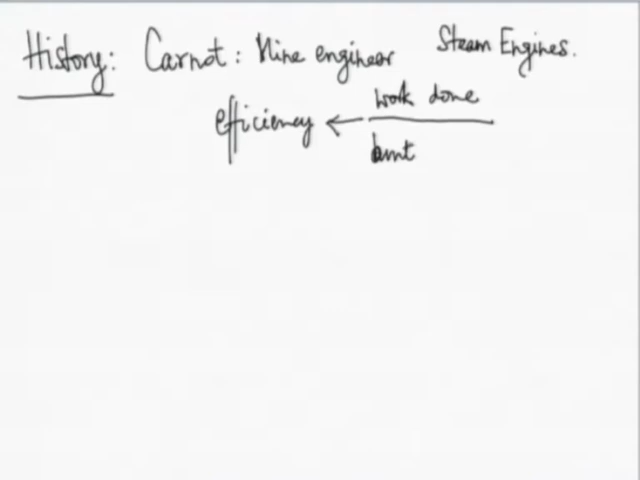 History: Carnot: Mine engineer Steam Engines.
efficiency ← work done
amt